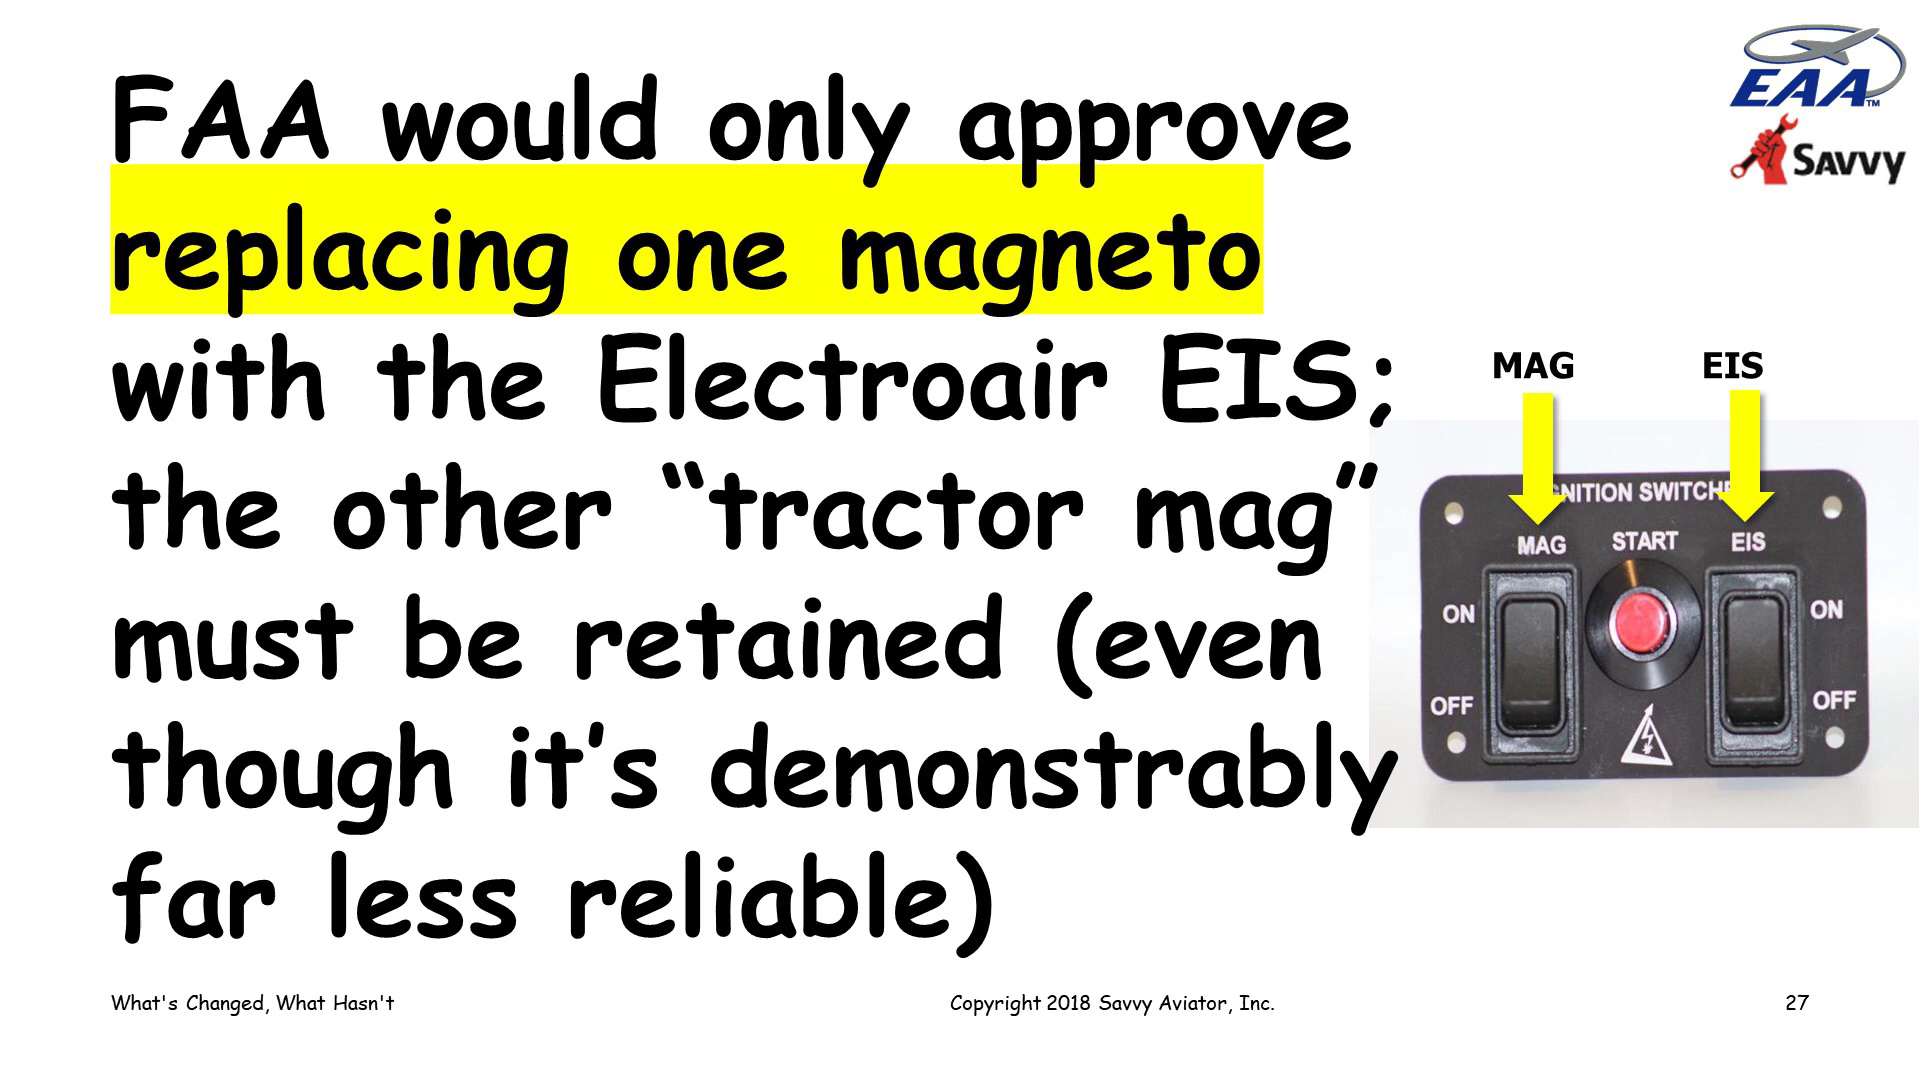 EAA™
SAVVY
FAA would only approve
replacing one magneto
with the Electroair EIS;
the other “tractor mag”
must be retained (even
though it’s demonstrably
far less reliable)
MAG EIS
MAG START EIS
ON ON
OFF OFF
What's Changed, What Hasn't Copyright 2018 Savvy Aviator, Inc. 27